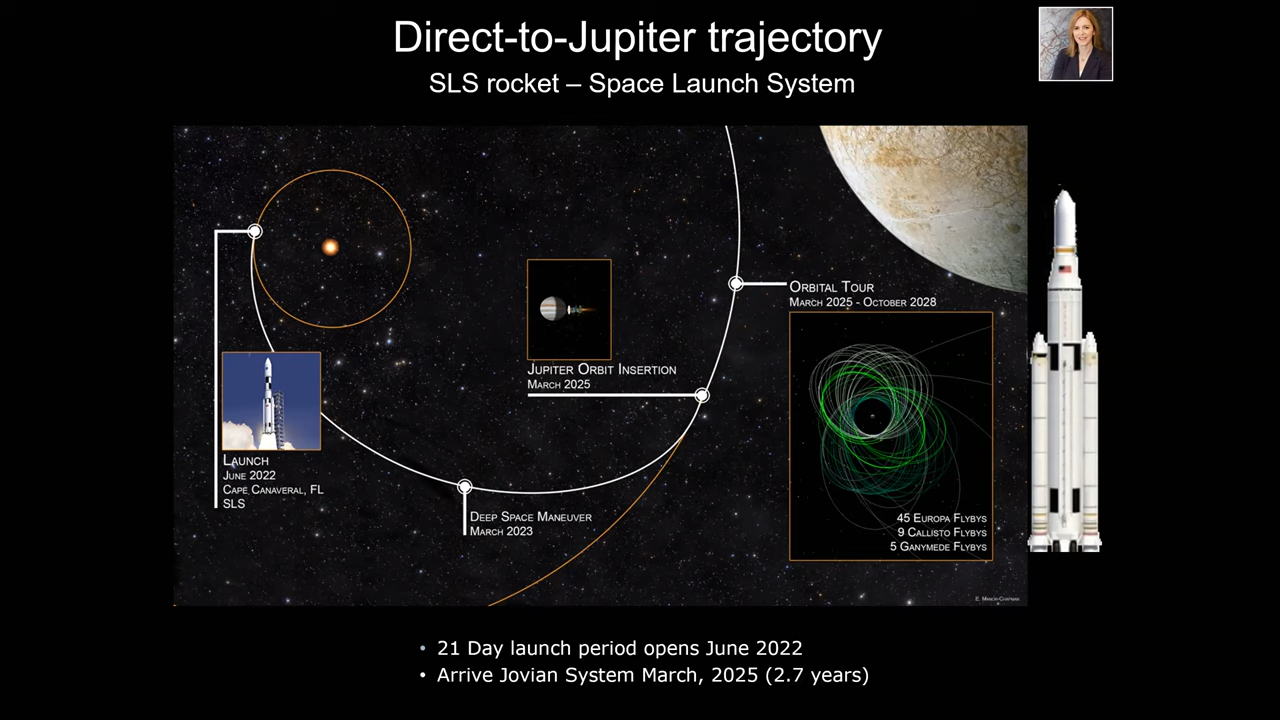 Direct-to-Jupiter trajectory
SLS rocket – Space Launch System
Orbital Tour
March 2025 - October 2028
Jupiter Orbit Insertion
March 2025
Launch
June 2022
Cape Canaveral, FL
SLS
Deep Space Maneuver
March 2023
45 Europa Flybys
9 Callisto Flybys
5 Ganymede Flybys
• 21 Day launch period opens June 2022
• Arrive Jovian System March, 2025 (2.7 years)